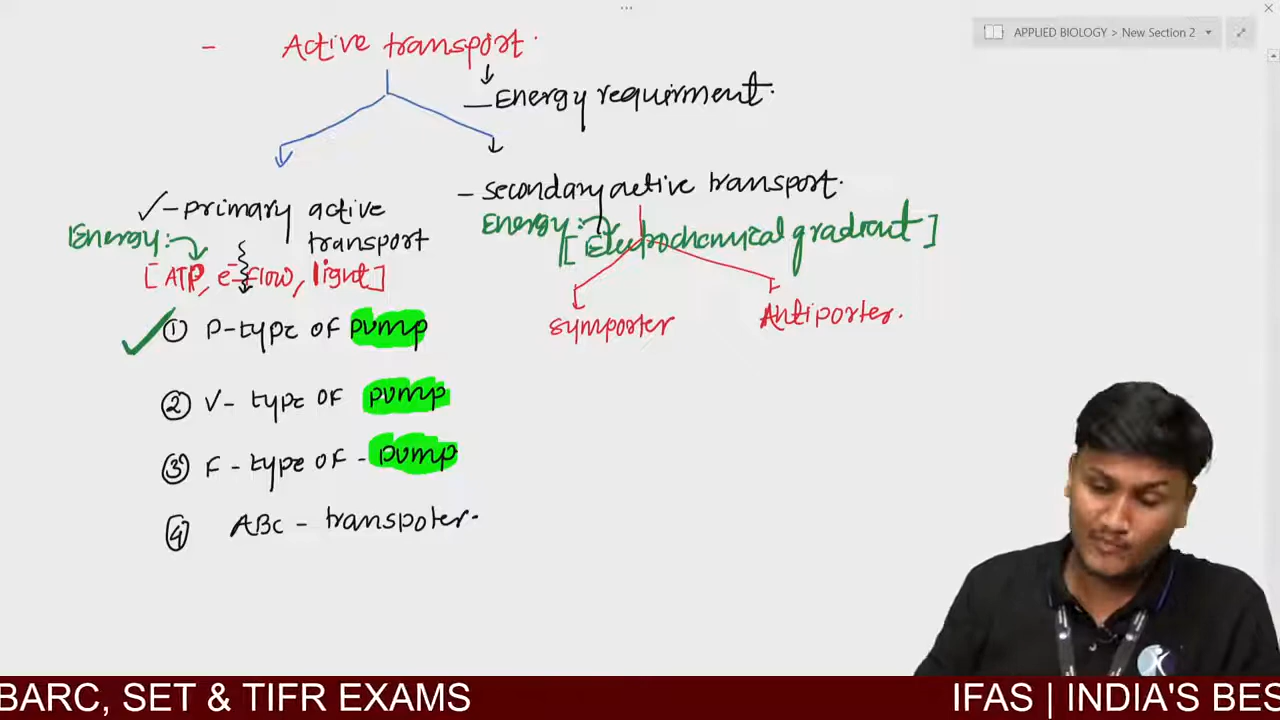 APPLIED BIOLOGY > New Section 2
- Active transport.
- Energy requirment.
- primary active
transport
Energy:
[ATP, e- flow, light]
- secondary active transport.
Energy:
[Electrochemical gradient]
symporter
Antiporter.
① P-type of pump
② V- type of pump
③ F - type of - pump
④ ABC - transpoter.
BARC, SET & TIFR EXAMS
IFAS | INDIA'S BES